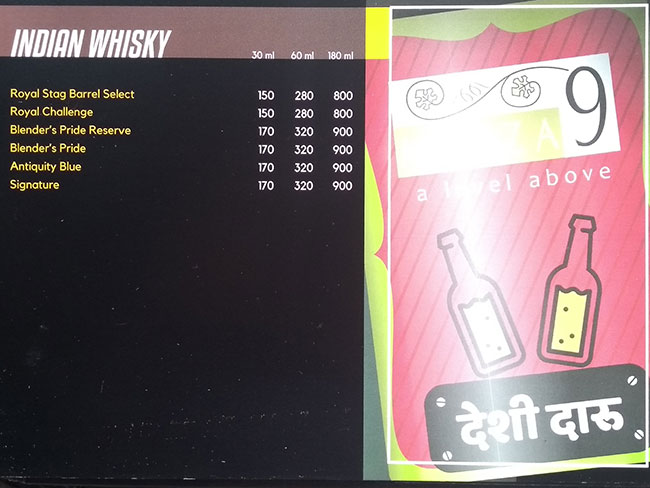 INDIAN WHISKY 30 ml 60 ml 180 ml
Royal Stag Barrel Select 150 280 800
Royal Challenge 150 280 800
Blender's Pride Reserve 170 320 900
Blender's Pride 170 320 900
Antiquity Blue 170 320 900
Signature 170 320 900
A9
a level above
देशी दारू